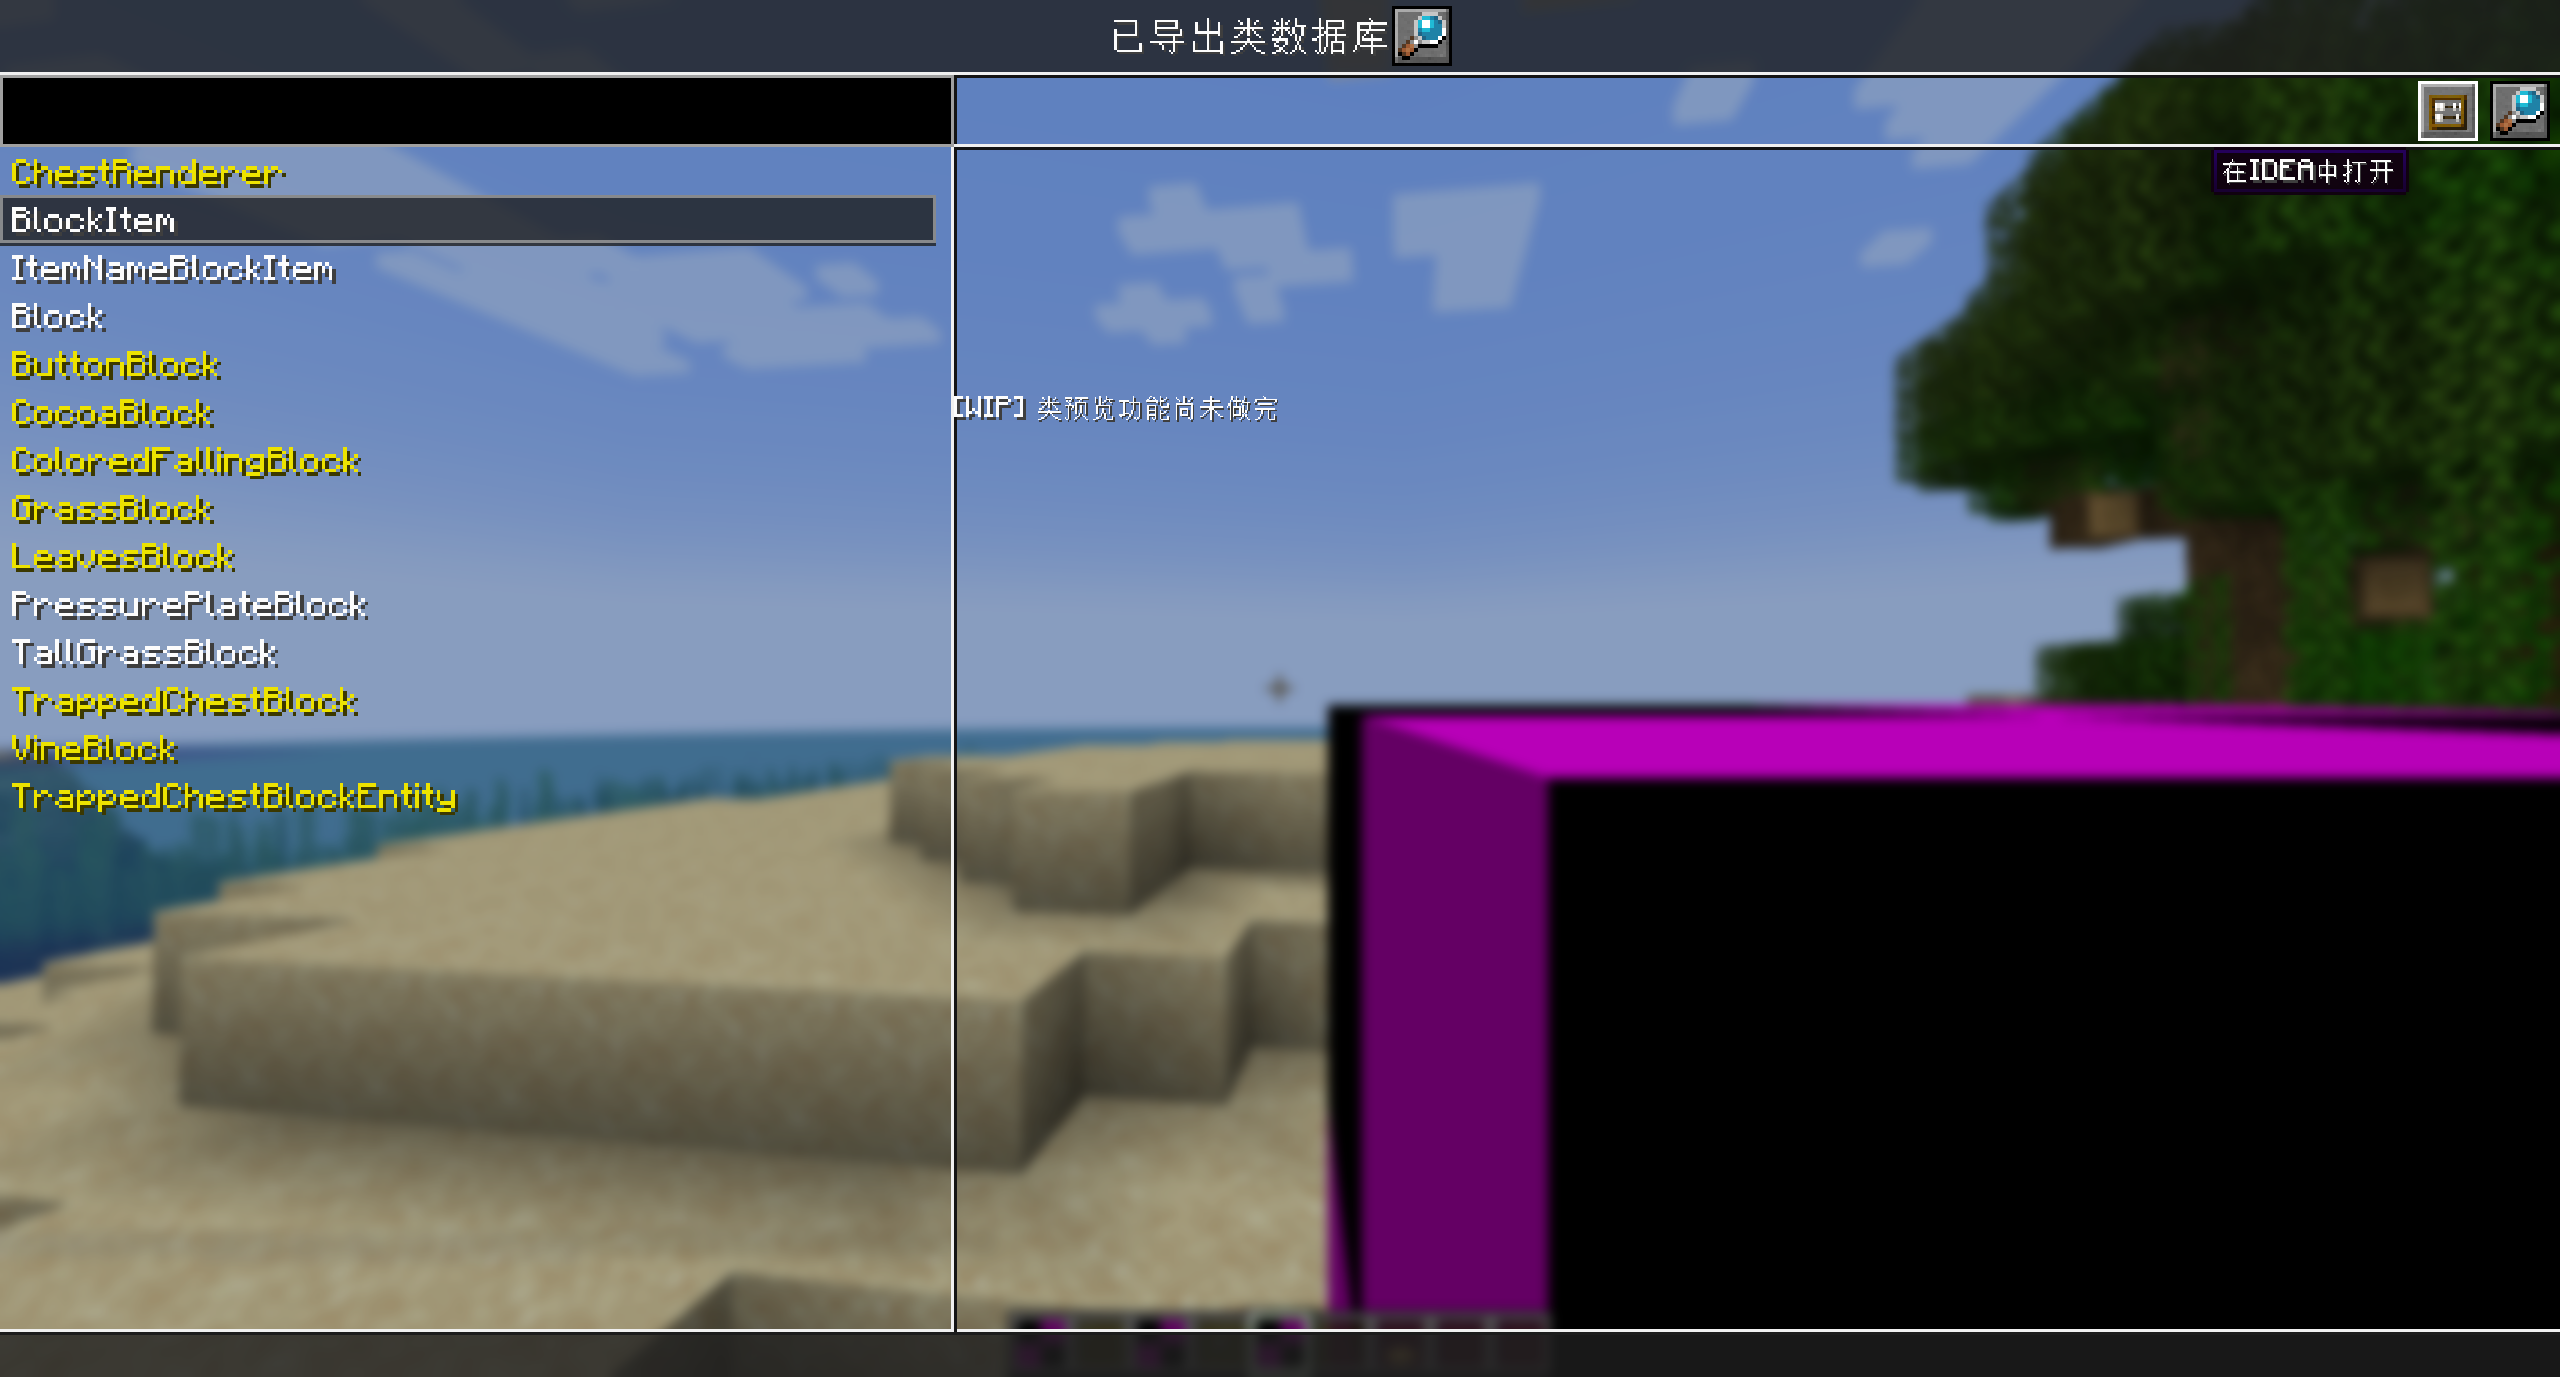 已导出类数据库
在IDEA中打开
ChestRenderer
BlockItem
ItemNameBlockItem
Block
ButtonBlock
CocoaBlock
[WIP] 类预览功能尚未做完
ColoredFallingBlock
GrassBlock
LeavesBlock
PressurePlateBlock
TallGrassBlock
TrappedChestBlock
VineBlock
TrappedChestBlockEntity